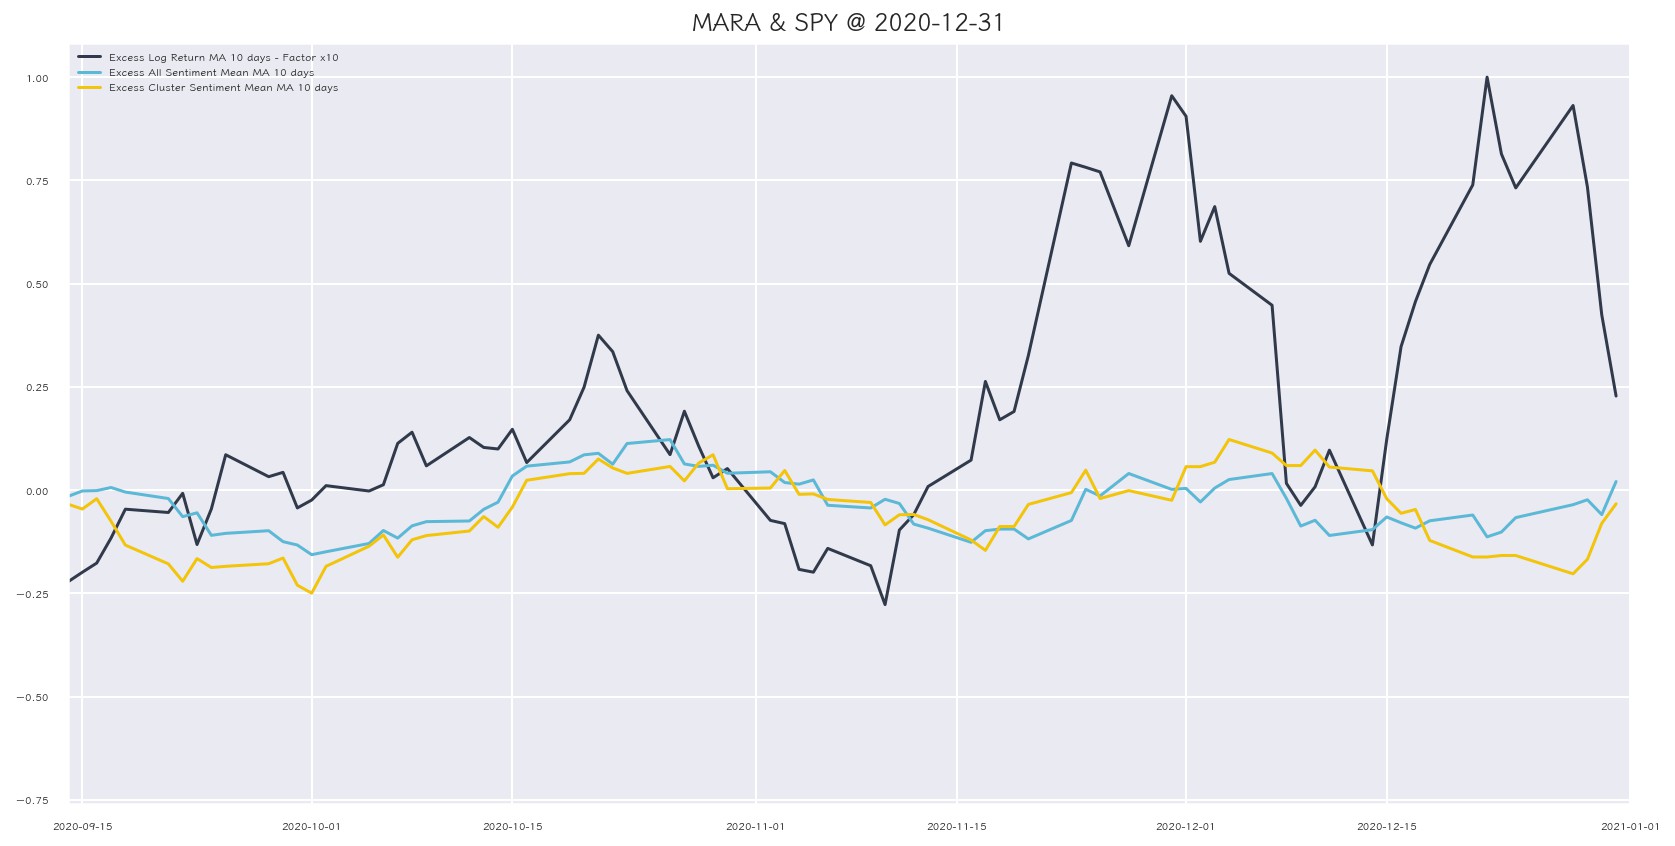 MARA & SPY @ 2020-12-31
Excess Log Return MA 10 days - Factor x10
Excess All Sentiment Mean MA 10 days
Excess Cluster Sentiment Mean MA 10 days
1.00
0.75
0.50
0.25
0.00
−0.25
−0.50
−0.75
2020-09-15 2020-10-01 2020-10-15 2020-11-01 2020-11-15 2020-12-01 2020-12-15 2021-01-01